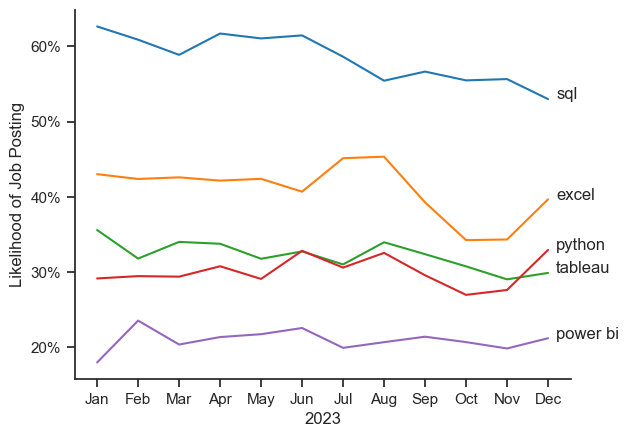 Likelihood of Job Posting
60%
50%
40%
30%
20%
sql
excel
python
tableau
power bi
Jan Feb Mar Apr May Jun Jul Aug Sep Oct Nov Dec
2023